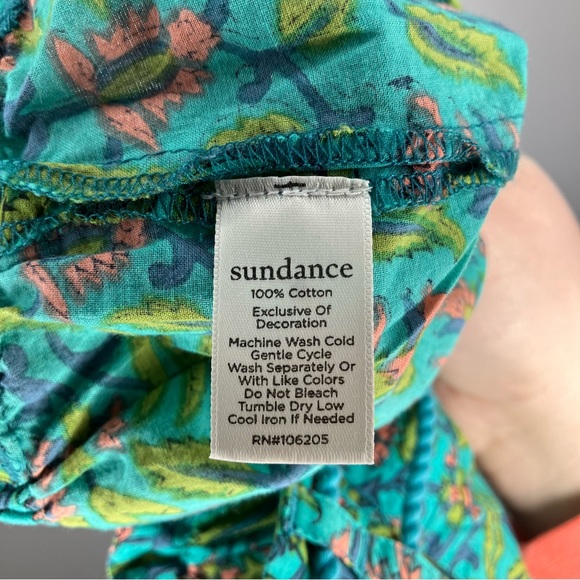 sundance
100% Cotton
Exclusive Of
Decoration
Machine Wash Cold
Gentle Cycle
Wash Separately Or
With Like Colors
Do Not Bleach
Tumble Dry Low
Cool Iron If Needed
RN#106205